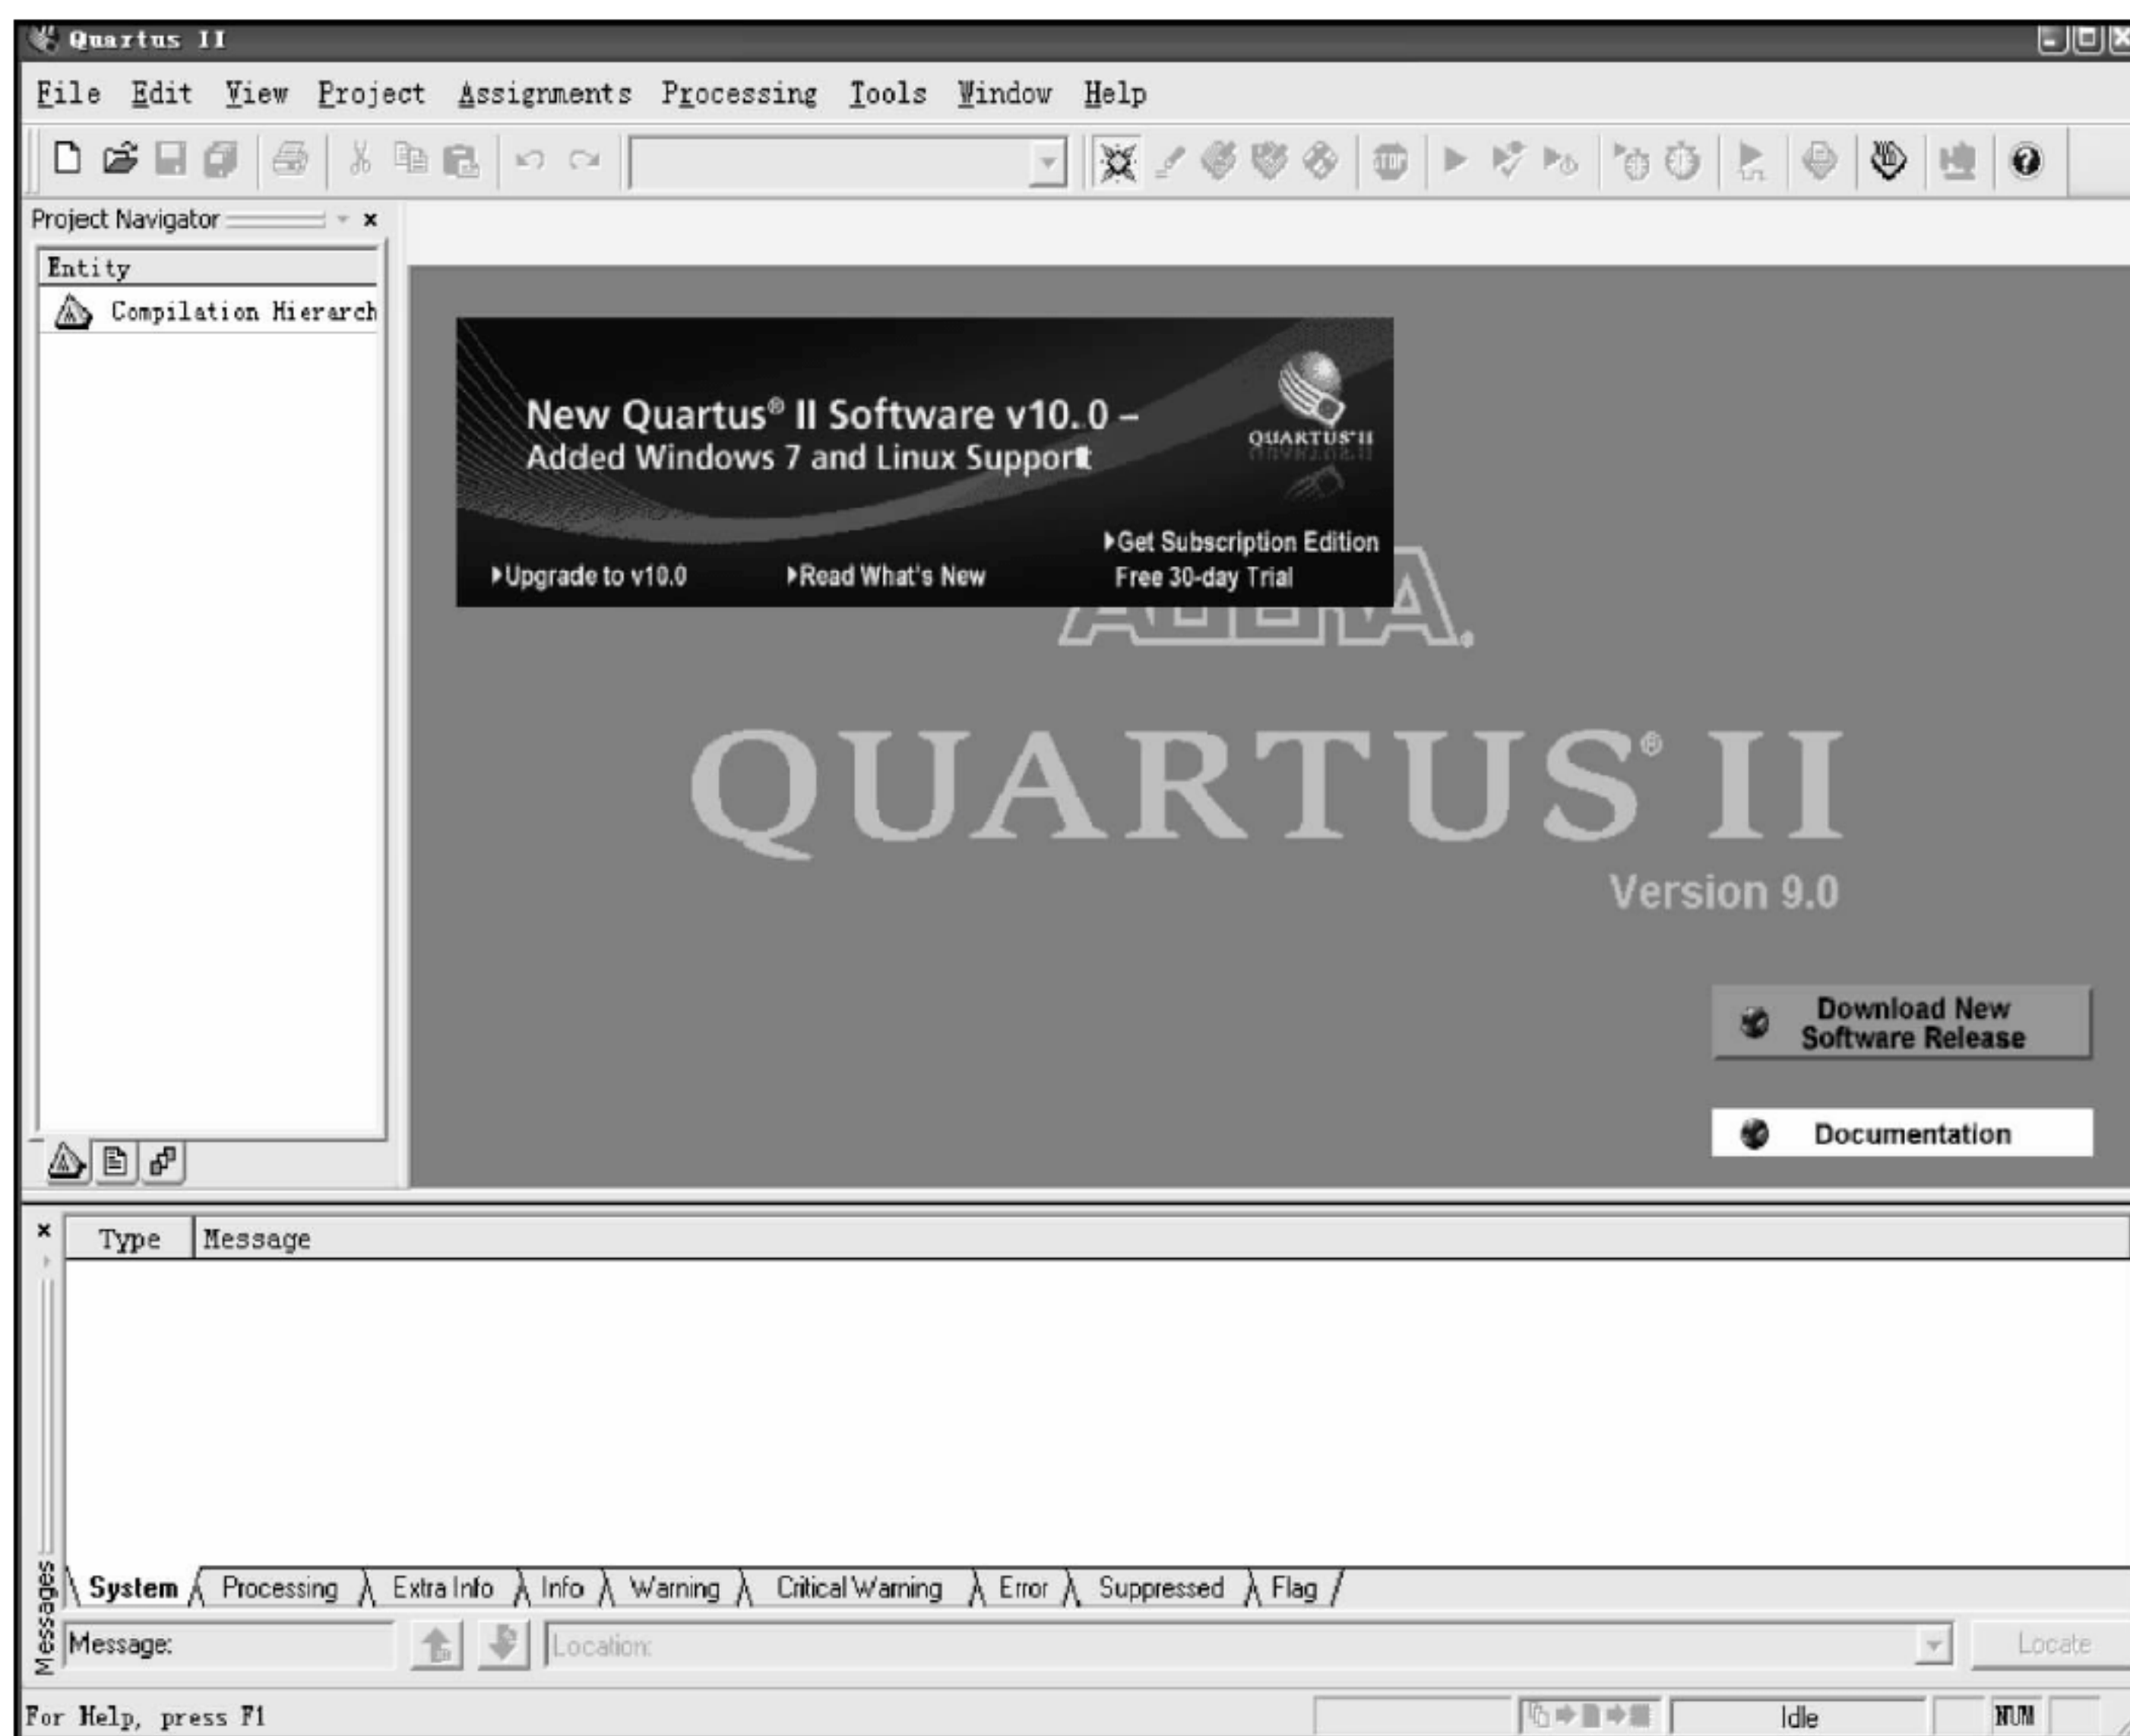 Quartus II
File Edit View Project Assignments Processing Tools Window Help
STOP
Project Navigator
Entity
Compilation Hierarch
New Quartus® II Software v10.0 –
Added Windows 7 and Linux Support
QUARTUS II
▶Get Subscription Edition
Free 30-day Trial
▶Upgrade to v10.0 ▶Read What's New
QUARTUS® II
Version 9.0
Download New
Software Release
Documentation
Type Message
System Processing Extra Info Info Warning Critical Warning Error Suppressed Flag
Messages
Message: Location: Locate
For Help, press F1 Idle NUM